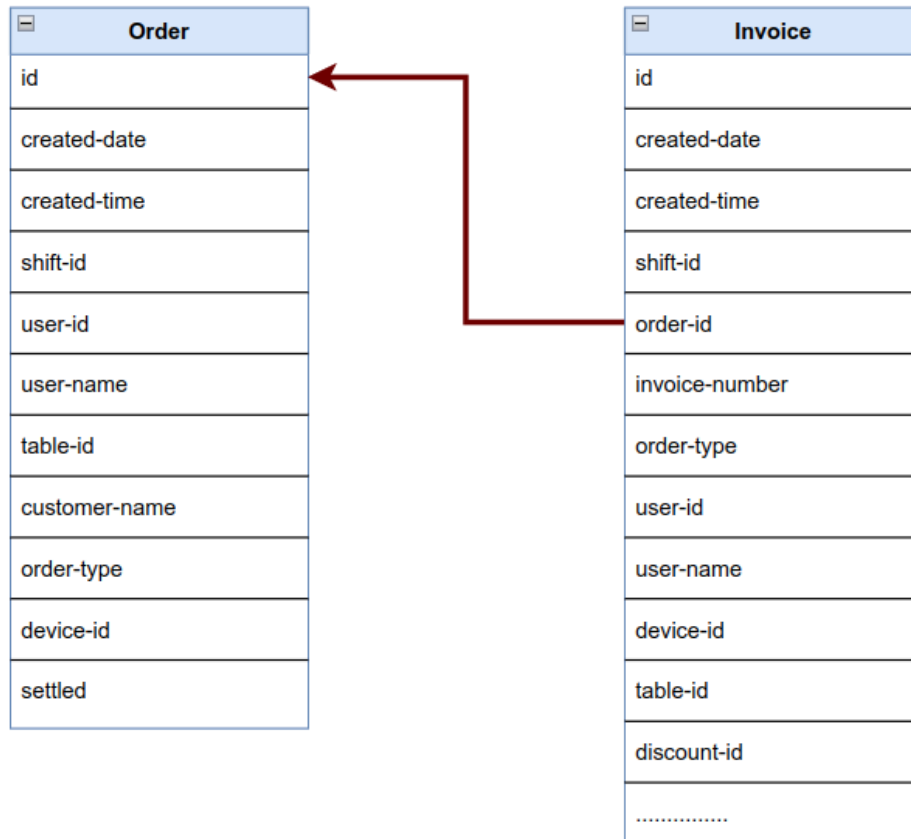 Order
id
created-date
created-time
shift-id
user-id
user-name
table-id
customer-name
order-type
device-id
settled
Invoice
id
created-date
created-time
shift-id
order-id
invoice-number
order-type
user-id
user-name
device-id
table-id
discount-id
...............